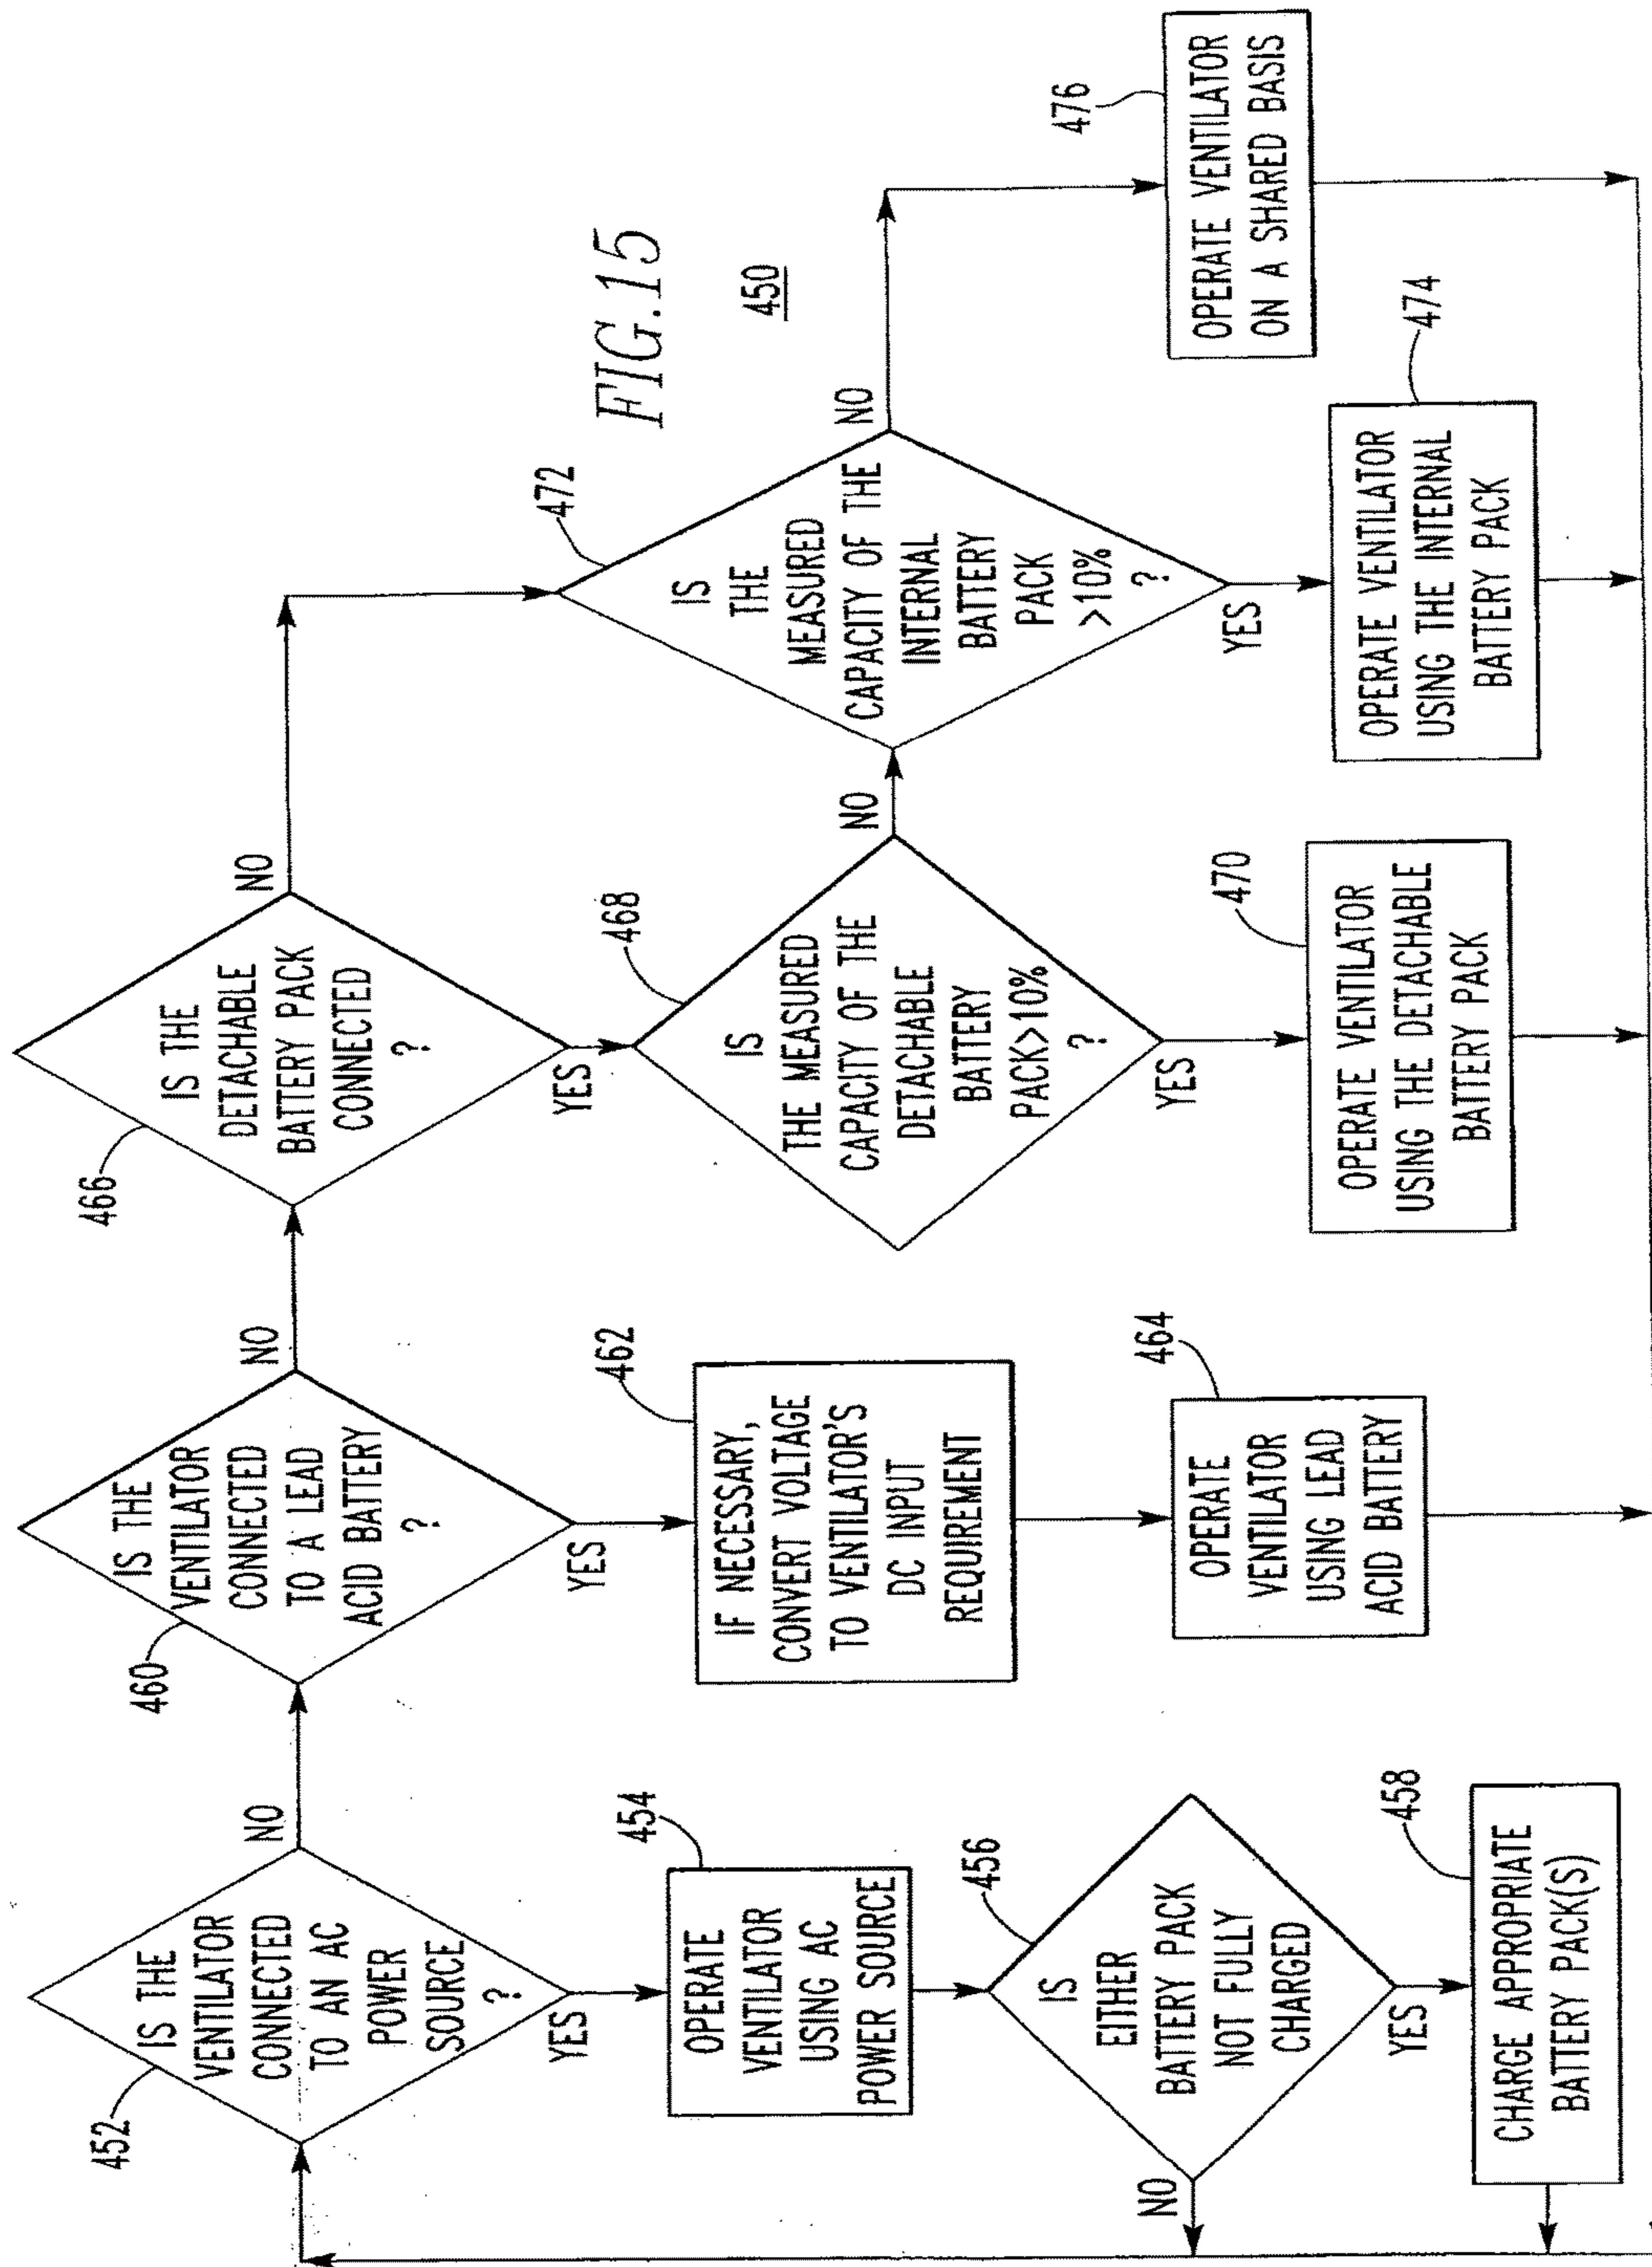 FIG.15
450
452
IS THE
VENTILATOR
CONNECTED
TO AN AC
POWER
SOURCE
?
NO
YES
454
OPERATE
VENTILATOR
USING AC
POWER SOURCE
456
IS
EITHER
BATTERY PACK
NOT FULLY
CHARGED
NO
YES
458
CHARGE APPROPRIATE
BATTERY PACK(S)
460
IS THE
VENTILATOR
CONNECTED
TO A LEAD
ACID BATTERY
?
NO
YES
462
IF NECESSARY,
CONVERT VOLTAGE
TO VENTILATOR'S
DC INPUT
REQUIREMENT
464
OPERATE
VENTILATOR
USING LEAD
ACID BATTERY
466
IS THE
DETACHABLE
BATTERY PACK
CONNECTED
?
NO
YES
468
IS
THE MEASURED
CAPACITY OF THE
DETACHABLE
BATTERY
PACK>10%
?
NO
YES
470
OPERATE VENTILATOR
USING THE DETACHABLE
BATTERY PACK
472
IS
THE
MEASURED
CAPACITY OF THE
INTERNAL
BATTERY
PACK
>10%
?
NO
YES
474
OPERATE VENTILATOR
USING THE INTERNAL
BATTERY PACK
476
OPERATE VENTILATOR
ON A SHARED BASIS